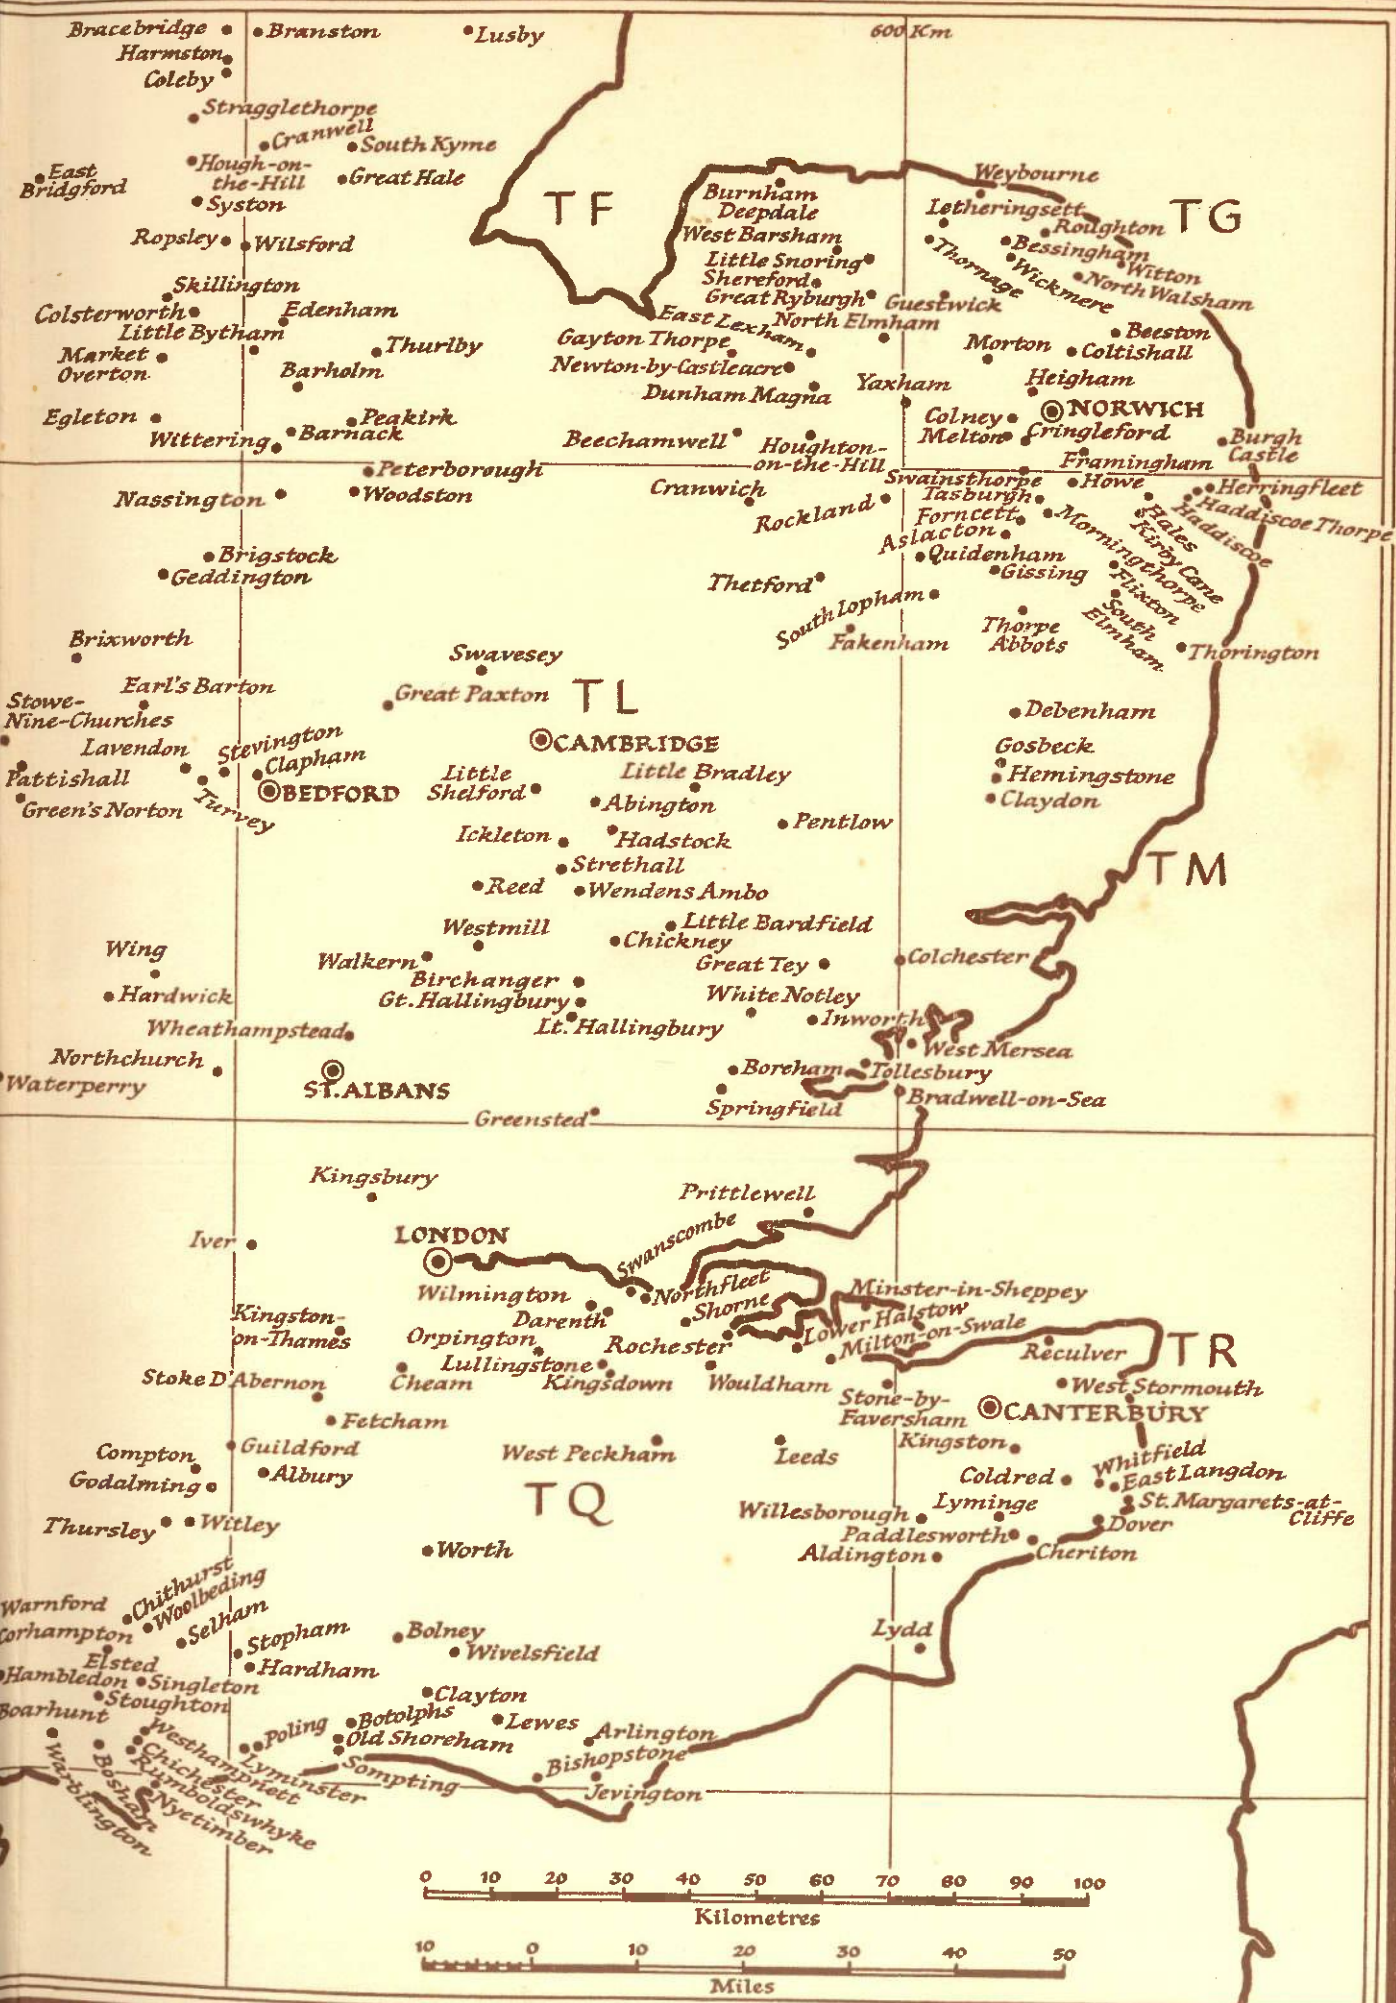 Bracebridge
Branston
Lusby
600 Km
Harmston
Coleby
Stragglethorpe
Cranwell
South Kyme
East
Bridgford
Hough-on-
the-Hill
Great Hale
Syston
Ropsley
Wilsford
TF
Burnham
Deepdale
West Barsham
Little Snoring
Shereford
Great Ryburgh
Weybourne
Letheringsett
Roughton
TG
Bessingham
Witton
Thornage
Wickmere
North Walsham
Guestwick
Skillington
Colsterworth
Edenham
Little Bytham
Market
Overton
Thurlby
Barholm
East Lexham
North Elmham
Gayton Thorpe
Newton-by-Castleacre
Dunham Magna
Yaxham
Morton
Beeston
Coltishall
Heigham
NORWICH
Colney
Melton
Cringleford
Egleton
Peakirk
Wittering
Barnack
Beechamwell
Houghton-
on-the-Hill
Framingham
Burgh
Castle
Peterborough
Nassington
Woodston
Cranwich
Rockland
Swainsthorpe
Howe
Herringfleet
Tasburgh
Haddiscoe Thorpe
Haddiscoe
Hales
Kirby Cane
Forncett
Aslacton
Morningthorpe
Quidenham
Gissing
Flixton
South
Elmham
Brigstock
Geddington
Thetford
South Lopham
Fakenham
Thorpe
Abbots
Thorington
Brixworth
Swavesey
Earl's Barton
Great Paxton
TL
Stowe-
Nine-Churches
Debenham
Lavendon
Stevington
Clapham
CAMBRIDGE
Gosbeck
Hemingstone
Pattishall
BEDFORD
Little
Shelford
Little Bradley
Claydon
Green's Norton
Turvey
Abington
Pentlow
Ickleton
Hadstock
Strethall
TM
Reed
Wendens Ambo
Westmill
Little Bardfield
Chickney
Wing
Walkern
Great Tey
Colchester
Birchanger
Hardwick
Gt. Hallingbury
White Notley
Wheathampstead
Lt. Hallingbury
Inworth
West Mersea
Northchurch
Boreham
Tollesbury
Waterperry
ST. ALBANS
Springfield
Bradwell-on-Sea
Greensted
Kingsbury
Prittlewell
Iver
LONDON
Swanscombe
Wilmington
Northfleet
Minster-in-Sheppey
Kingston-
on-Thames
Darenth
Shorne
Lower Halstow
Orpington
Rochester
Milton-on-Swale
Reculver
TR
Lullingstone
Stoke D'Abernon
Cheam
Kingsdown
Wouldham
Stone-by-
Faversham
West Stormouth
Fetcham
CANTERBURY
Compton
Guildford
West Peckham
Leeds
Kingston
Godalming
Albury
Coldred
Whitfield
East Langdon
TQ
Willesborough
Lyminge
St. Margarets-at-
Cliffe
Thursley
Witley
Paddlesworth
Dover
Worth
Aldington
Cheriton
Chithurst
Woolbeding
Warnford
Corhampton
Selham
Stopham
Bolney
Lydd
Elsted
Hardham
Wivelsfield
Hambledon
Singleton
Stoughton
Clayton
Boarhunt
Poling
Botolphs
Lewes
Arlington
Westhampnett
Old Shoreham
Bishopstone
Chichester
Lyminster
Sompting
Warblington
Bosham
Rumboldswhyke
Nyetimber
Jevington
0 10 20 30 40 50 60 70 80 90 100
Kilometres
10 0 10 20 30 40 50
Miles